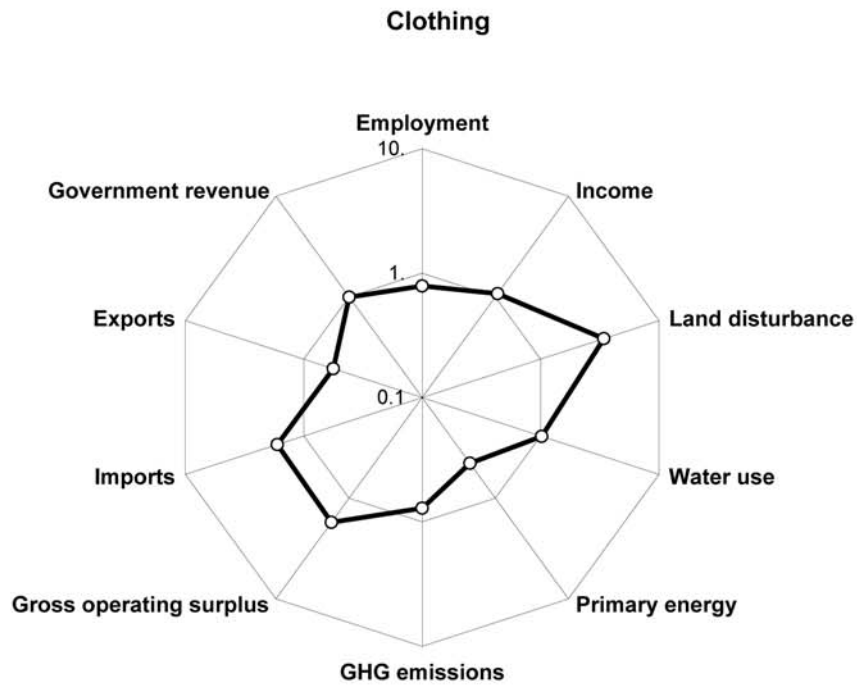 Clothing
Employment
10.
Government revenue
Income
1.
Exports
Land disturbance
0.1
Imports
Water use
Gross operating surplus
Primary energy
GHG emissions